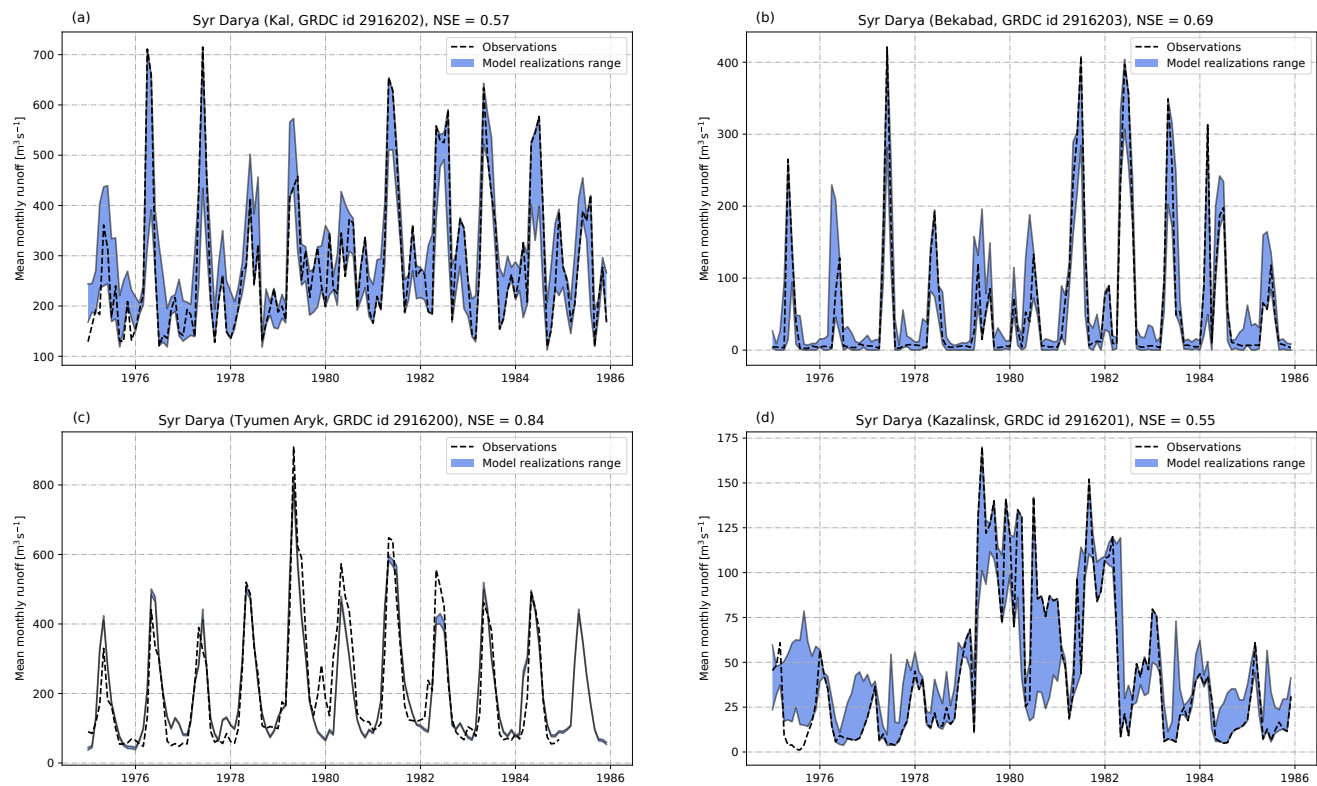 (a)
Syr Darya (Kal, GRDC id 2916202), NSE = 0.57
Mean monthly runoff [m³s⁻¹]
700
600
500
400
300
200
100
1976
1978
1980
1982
1984
1986
Observations
Model realizations range
(b)
Syr Darya (Bekabad, GRDC id 2916203), NSE = 0.69
Mean monthly runoff [m³s⁻¹]
400
300
200
100
0
1976
1978
1980
1982
1984
1986
Observations
Model realizations range
(c)
Syr Darya (Tyumen Aryk, GRDC id 2916200), NSE = 0.84
Mean monthly runoff [m³s⁻¹]
800
600
400
200
0
1976
1978
1980
1982
1984
1986
Observations
Model realizations range
(d)
Syr Darya (Kazalinsk, GRDC id 2916201), NSE = 0.55
Mean monthly runoff [m³s⁻¹]
175
150
125
100
75
50
25
0
1976
1978
1980
1982
1984
1986
Observations
Model realizations range